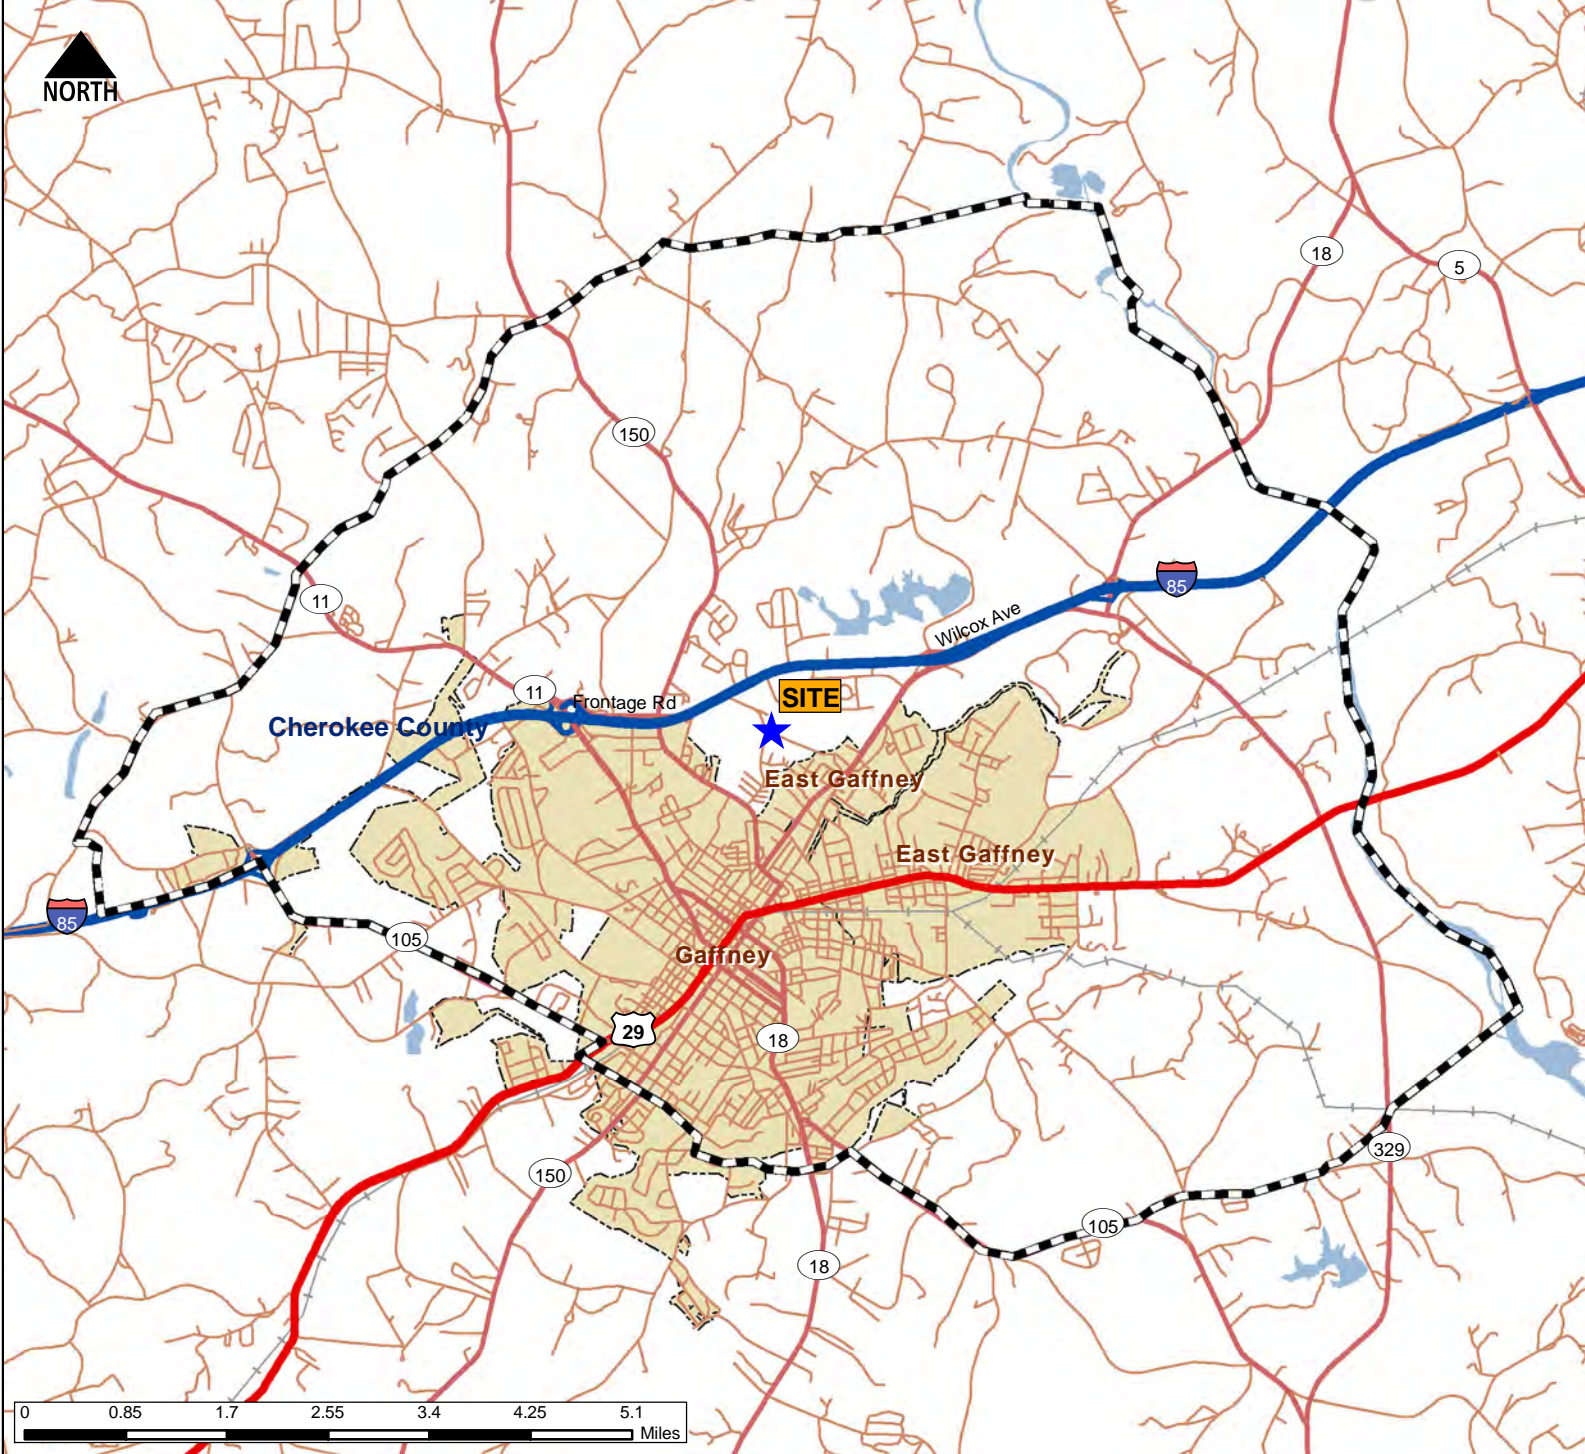 NORTH
18
5
150
11
85
Wilcox Ave
11
Frontage Rd
SITE
Cherokee County
East Gaffney
East Gaffney
85
105
Gaffney
29
18
329
150
105
18
0 0.85 1.7 2.55 3.4 4.25 5.1
Miles